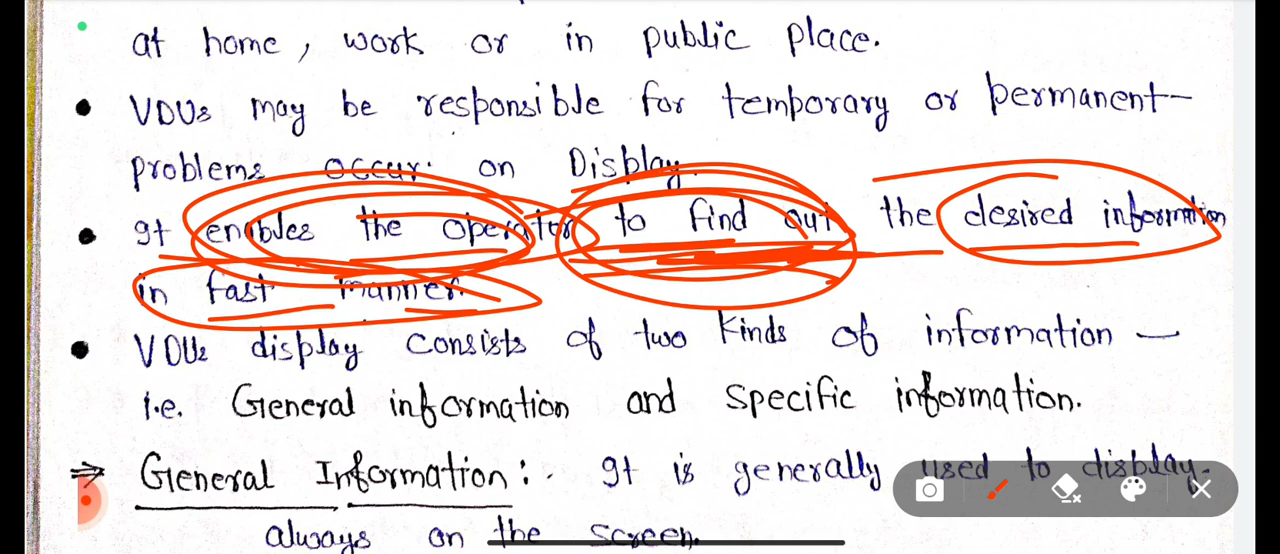 at home, work or in public place.
• VDUs may be responsible for temporary or permanent-
problems occur on Display.
• It enables the operator to find out the desired information
in fast manner.
• VDUs display consists of two kinds of information -
i.e. General information and specific information.
⇒ General Information: It is generally used to display
always on the screen.